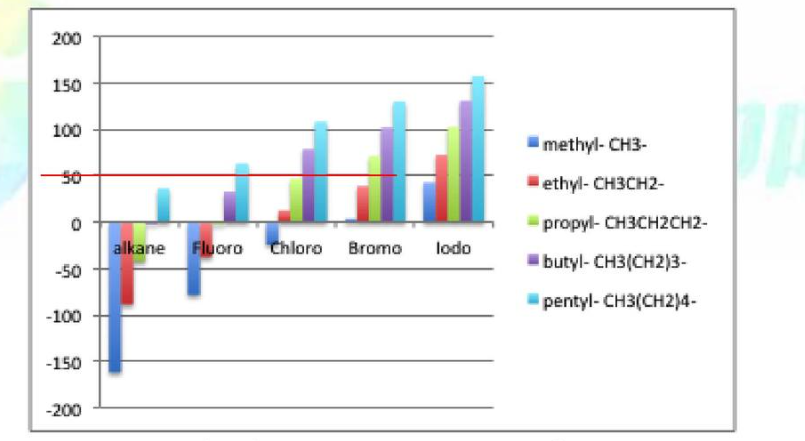 200
150
100
50
0
-50
-100
-150
-200
alkane Fluoro Chloro Bromo Iodo
methyl- CH3-
ethyl- CH3CH2-
propyl- CH3CH2CH2-
butyl- CH3(CH2)3-
pentyl- CH3(CH2)4-